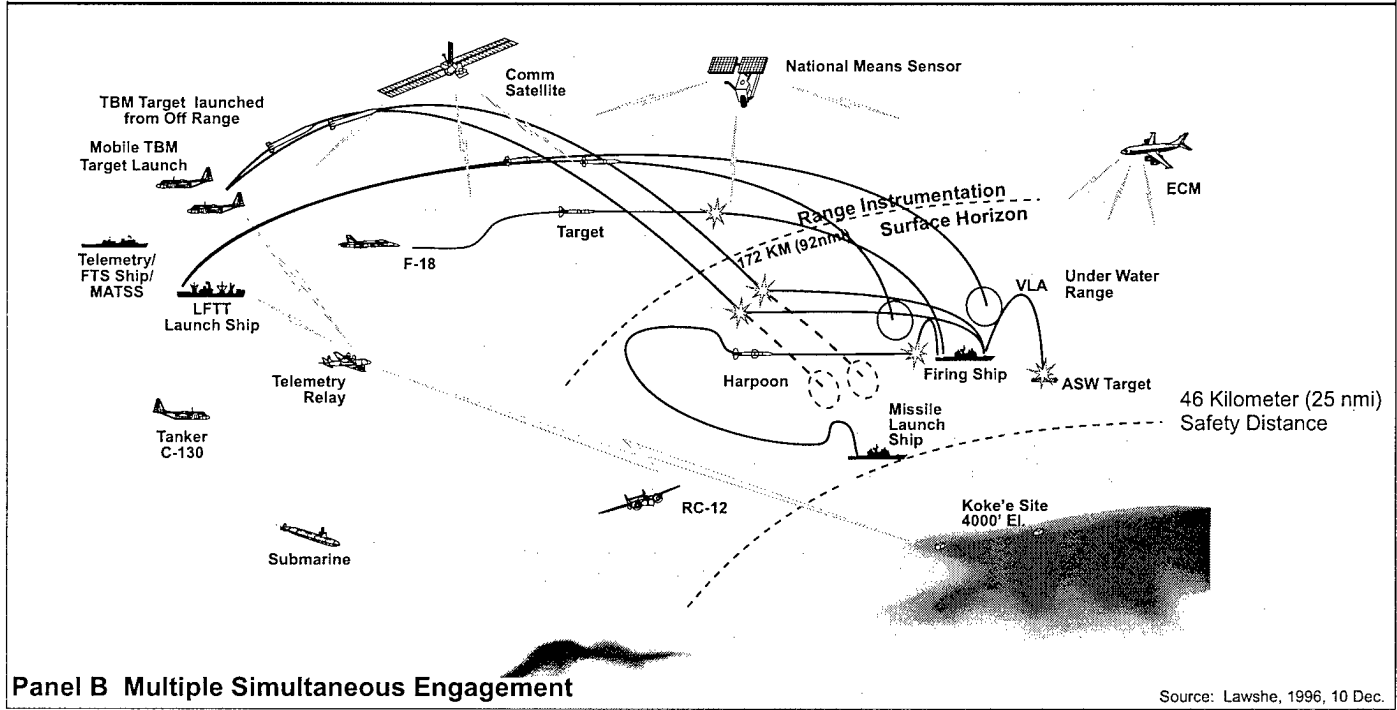 Comm
Satellite
National Means Sensor
TBM Target launched
from Off Range
Mobile TBM
Target Launch
ECM
Range Instrumentation
Surface Horizon
172 KM (92nmi)
Target
F-18
Telemetry/
FTS Ship/
MATSS
LFTT
Launch Ship
VLA
Under Water
Range
Telemetry
Relay
Harpoon
Firing Ship
ASW Target
46 Kilometer (25 nmi)
Safety Distance
Missile
Launch
Ship
Tanker
C-130
RC-12
Koke'e Site
4000' El.
Submarine
Panel B Multiple Simultaneous Engagement
Source: Lawshe, 1996, 10 Dec.